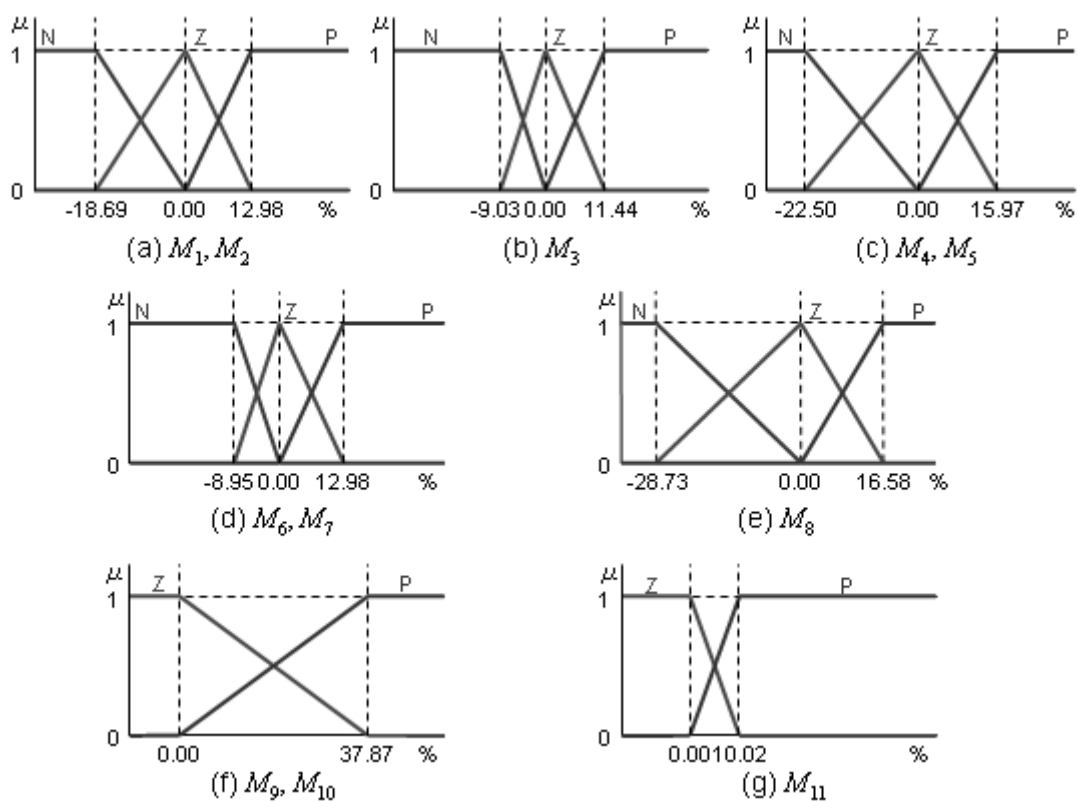 μ N Z P μ N Z P μ N Z P
1 1 1
0 0 0
-18.69 0.00 12.98 % -9.03 0.00 11.44 % -22.50 0.00 15.97 %
(a) M1, M2 (b) M3 (c) M4, M5
μ N Z P μ N Z P
1 1
0 0
-8.95 0.00 12.98 % -28.73 0.00 16.58 %
(d) M6, M7 (e) M8
μ Z P μ Z P
1 1
0 0
0.00 37.87 % 0.00 10.02 %
(f) M9, M10 (g) M11